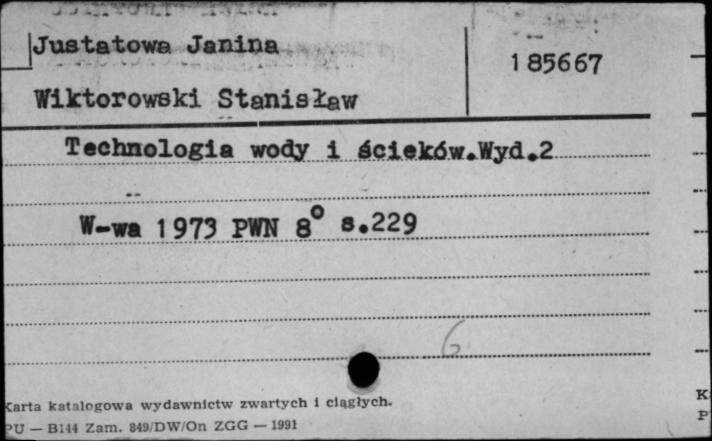 Justatowa Janina
185667
Wiktorowski Stanisław
Technologia wody i ścieków.Wyd.2
W-wa 1973 PWN 8° s.229
6
Karta katalogowa wydawnictw zwartych i ciągłych.
PU — B144 Zam. 849/DW/On ZGG — 1991
K
P